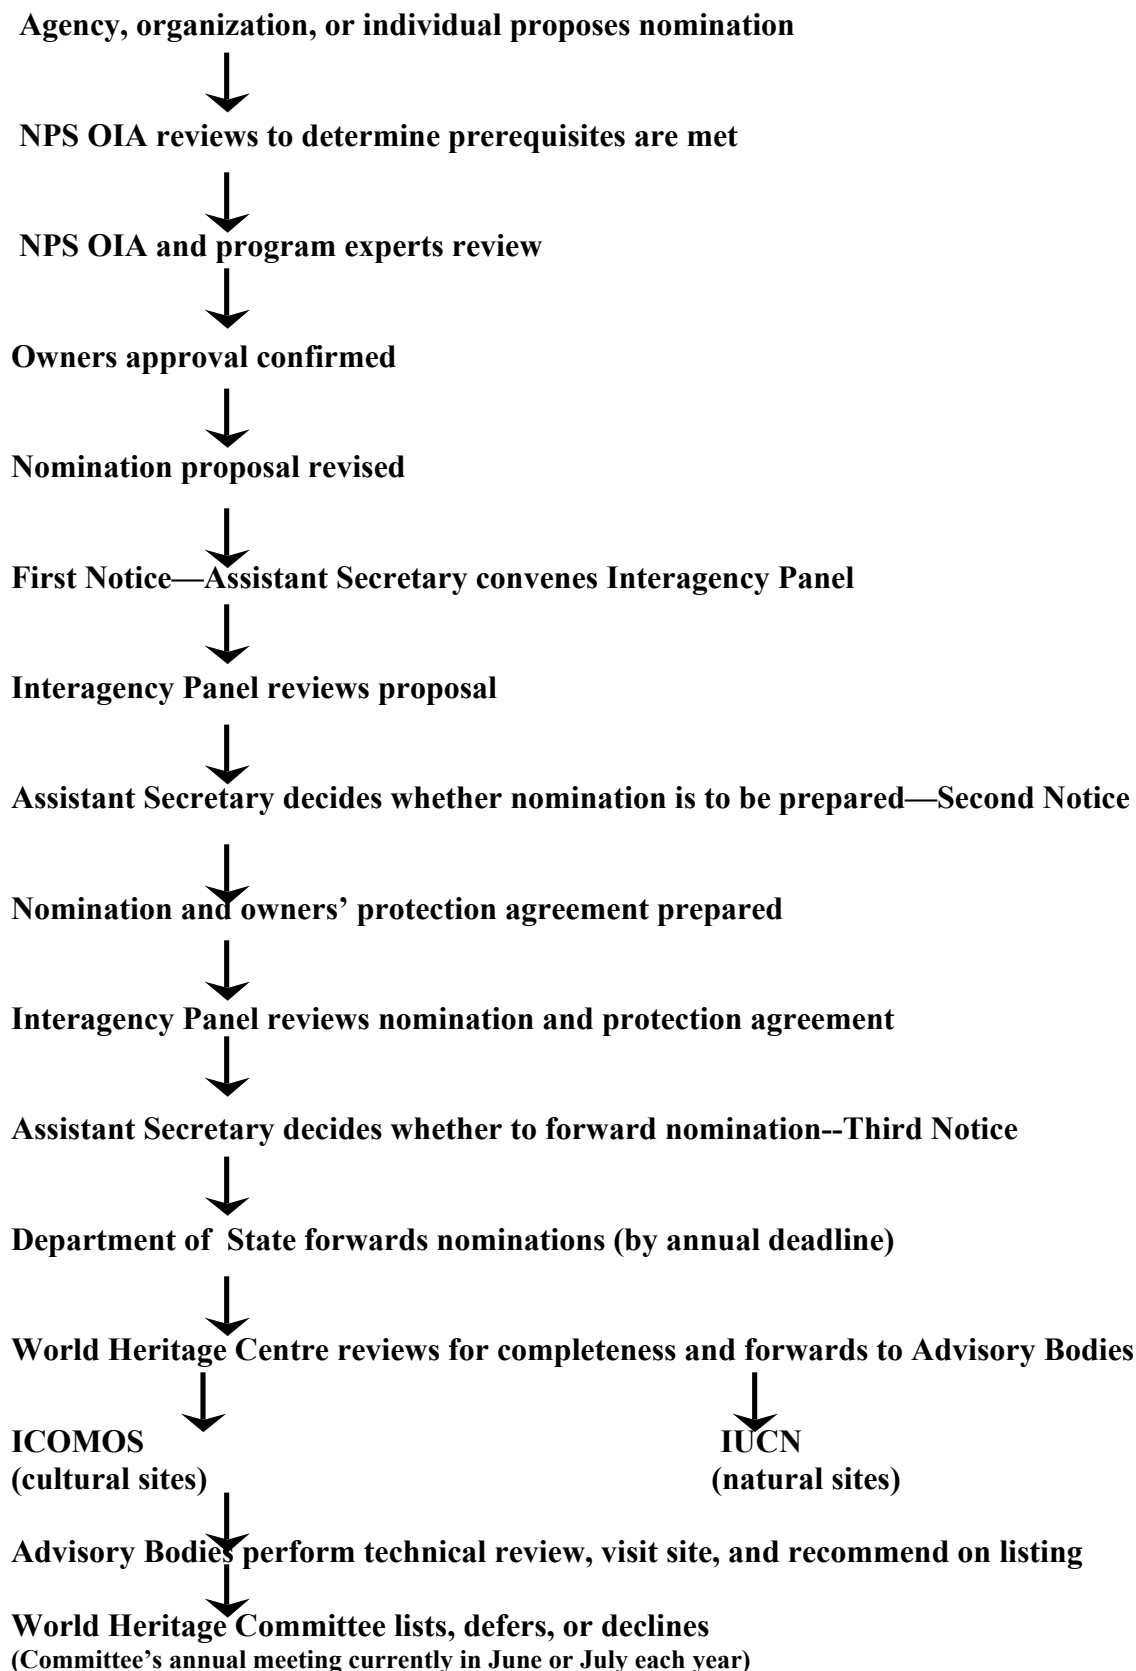 Agency, organization, or individual proposes nomination
NPS OIA reviews to determine prerequisites are met
NPS OIA and program experts review
Owners approval confirmed
Nomination proposal revised
First Notice—Assistant Secretary convenes Interagency Panel
Interagency Panel reviews proposal
Assistant Secretary decides whether nomination is to be prepared—Second Notice
Nomination and owners’ protection agreement prepared
Interagency Panel reviews nomination and protection agreement
Assistant Secretary decides whether to forward nomination--Third Notice
Department of State forwards nominations (by annual deadline)
World Heritage Centre reviews for completeness and forwards to Advisory Bodies
ICOMOS IUCN
(cultural sites) (natural sites)
Advisory Bodies perform technical review, visit site, and recommend on listing
World Heritage Committee lists, defers, or declines
(Committee’s annual meeting currently in June or July each year)